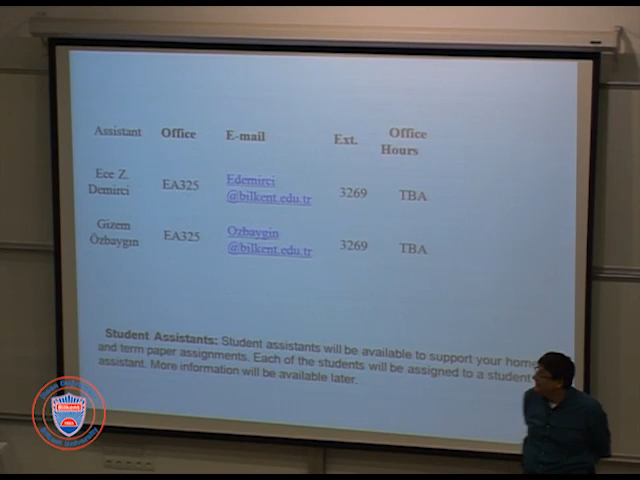 Assistant Office E-mail Ext. Office Hours
Ece Z. Demirci EA325 Edemirci @bilkent.edu.tr 3269 TBA
Gizem Özbaygın EA325 Ozbaygin @bilkent.edu.tr 3269 TBA
Student Assistants: Student assistants will be available to support your
and term paper assignments. Each of the students will be assigned to a student
assistant. More information will be available later.
Bilkent